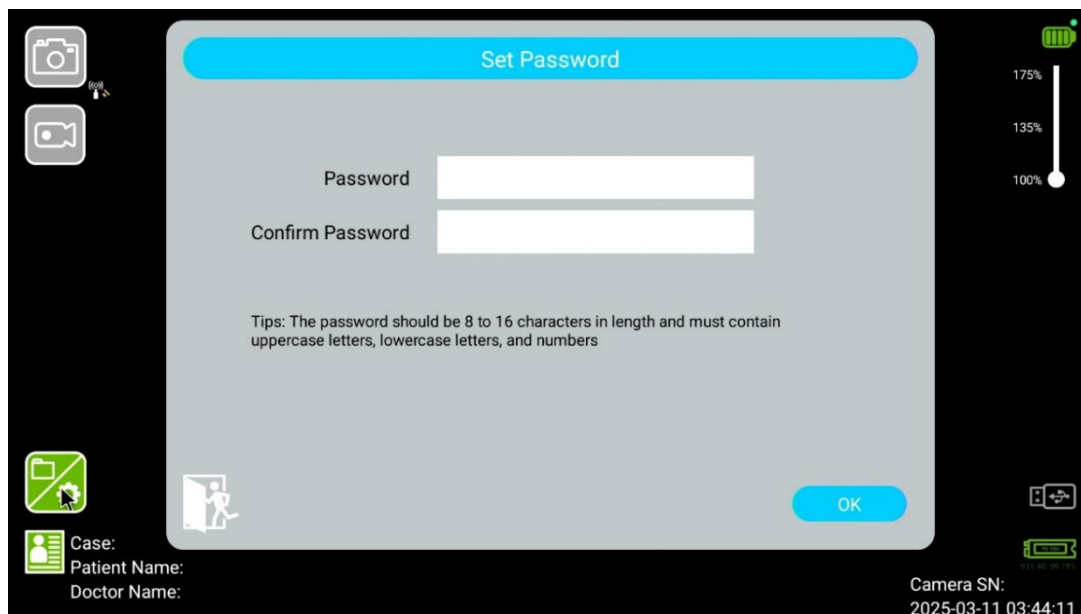 Set Password
175%
135%
100%
Password
Confirm Password
Tips: The password should be 8 to 16 characters in length and must contain
uppercase letters, lowercase letters, and numbers
OK
Case:
Patient Name:
Doctor Name:
Camera SN:
2025-03-11 03:44:11